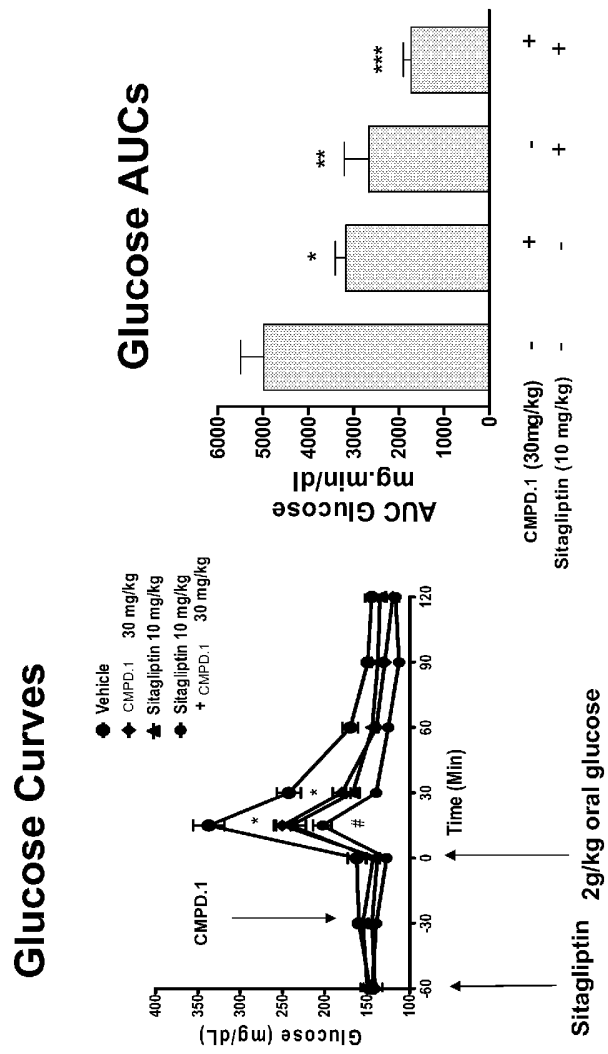 Glucose Curves
Vehicle
CMPD.1 30 mg/kg
Sitagliptin 10 mg/kg
Sitagliptin 10 mg/kg
+ CMPD.1 30 mg/kg
CMPD.1
*
*
#
Glucose (mg/dL)
400
350
300
250
200
150
100
-60
-30
0
30
60
90
120
Time (Min)
Sitagliptin
2g/kg oral glucose
Glucose AUCs
AUC Glucose
mg.min/dl
6000
5000
4000
3000
2000
1000
0
*
**
***
CMPD.1 (30mg/kg) - + - +
Sitagliptin (10 mg/kg) - - + +